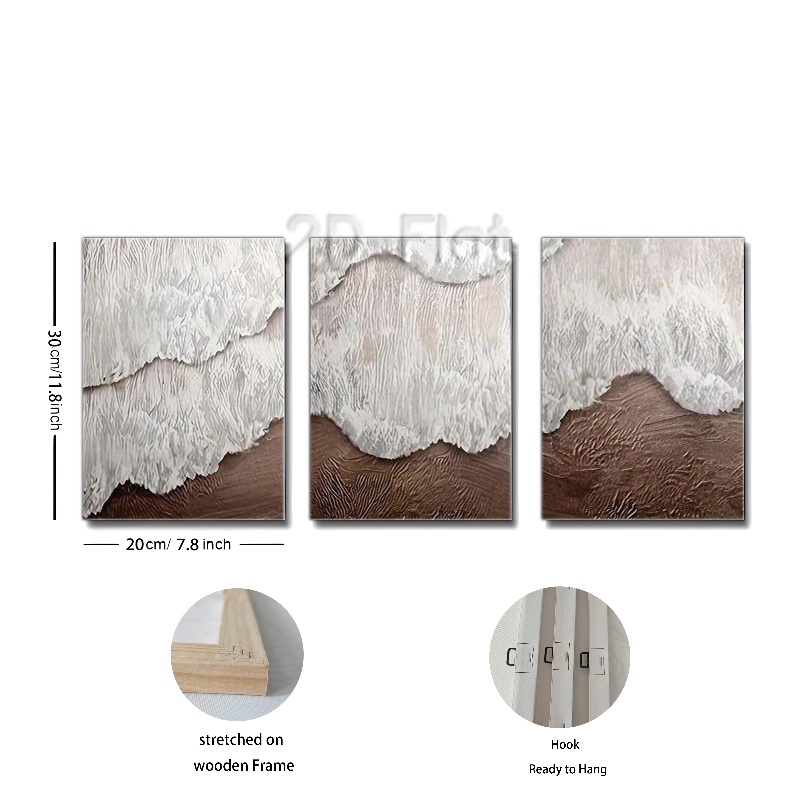 2D Flat
30cm/11.8inch
20cm/ 7.8 inch
stretched on
wooden Frame
Hook
Ready to Hang